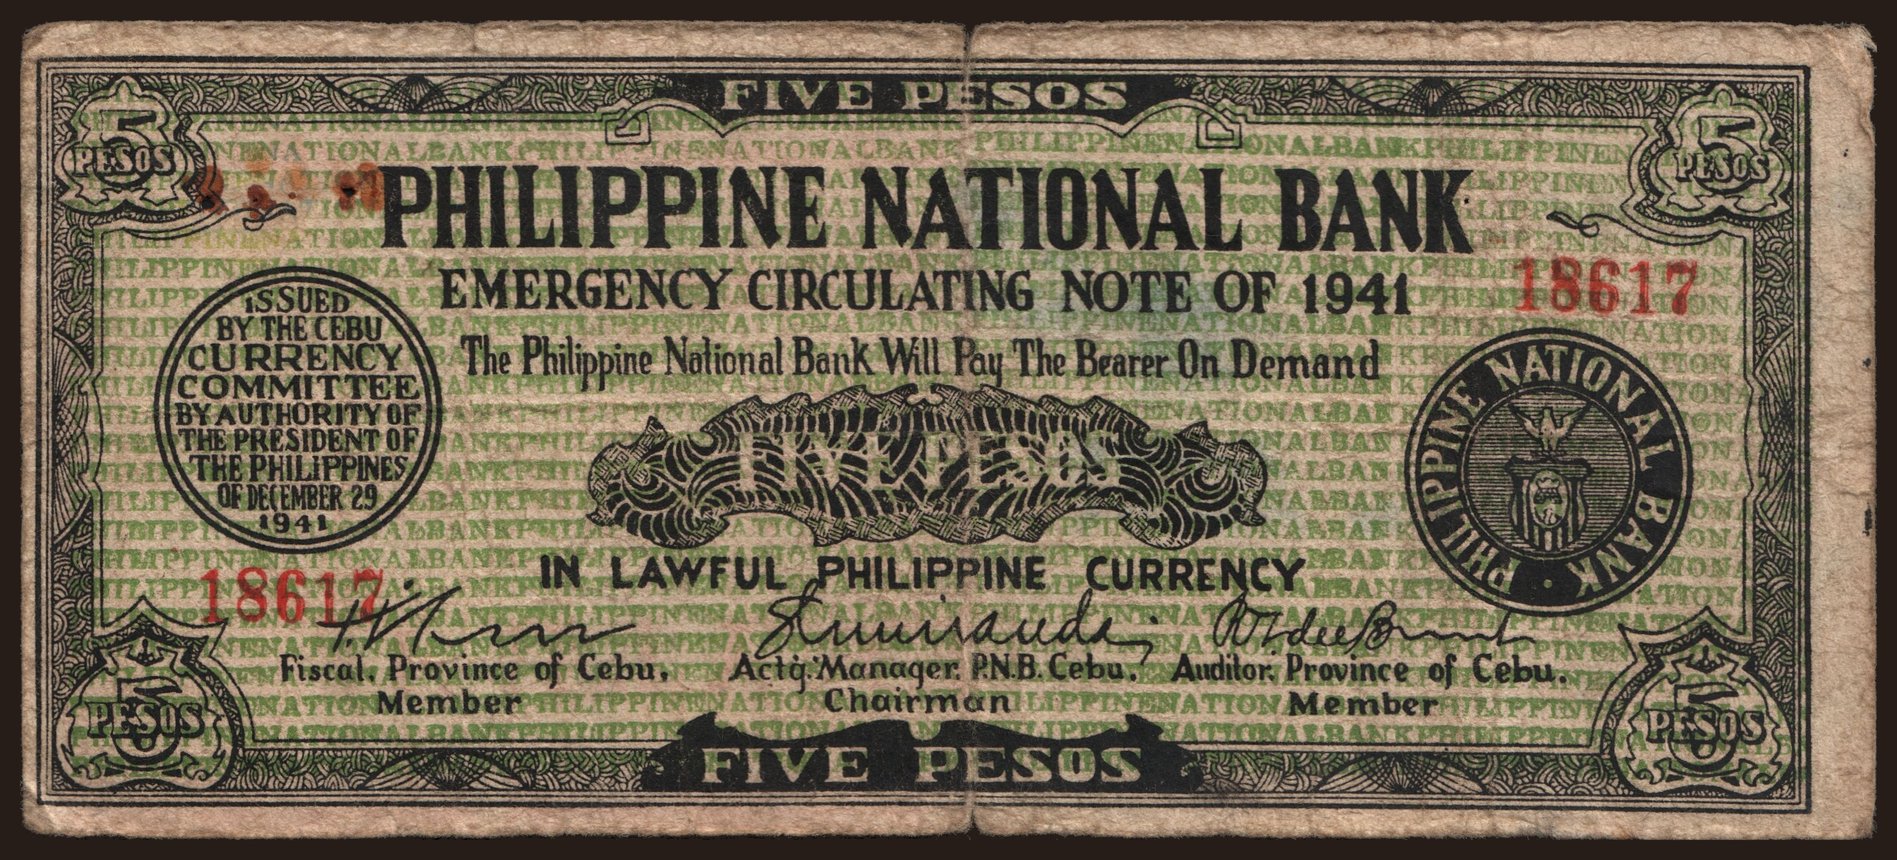 FIVE PESOS
5 PESOS
5 PESOS
PHILIPPINE NATIONAL BANK
EMERGENCY CIRCULATING NOTE OF 1941
18617
The Philippine National Bank Will Pay The Bearer On Demand
ISSUED
BY THE CEBU
CURRENCY
COMMITTEE
BY AUTHORITY OF
THE PRESIDENT OF
THE PHILIPPINES
OF DECEMBER 29
1941
FIVE PESOS
PHILIPPINE NATIONAL BANK
IN LAWFUL PHILIPPINE CURRENCY
18617
Fiscal, Province of Cebu. Actg. Manager. P.N.B. Cebu. Auditor. Province of Cebu.
Member Chairman Member
5 PESOS
5 PESOS
FIVE PESOS